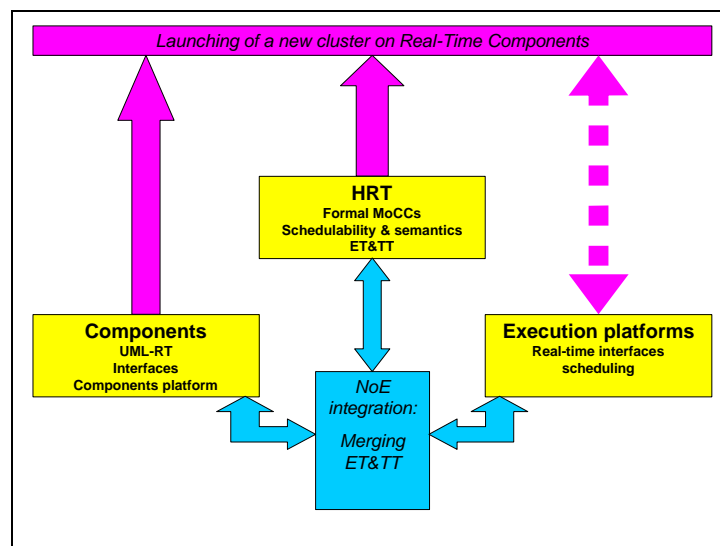 Launching of a new cluster on Real-Time Components
HRT
Formal MoCCs
Schedulability & semantics
ET&TT
Components
UML-RT
Interfaces
Components platform
Execution platforms
Real-time interfaces
scheduling
NoE
integration:
Merging
ET&TT